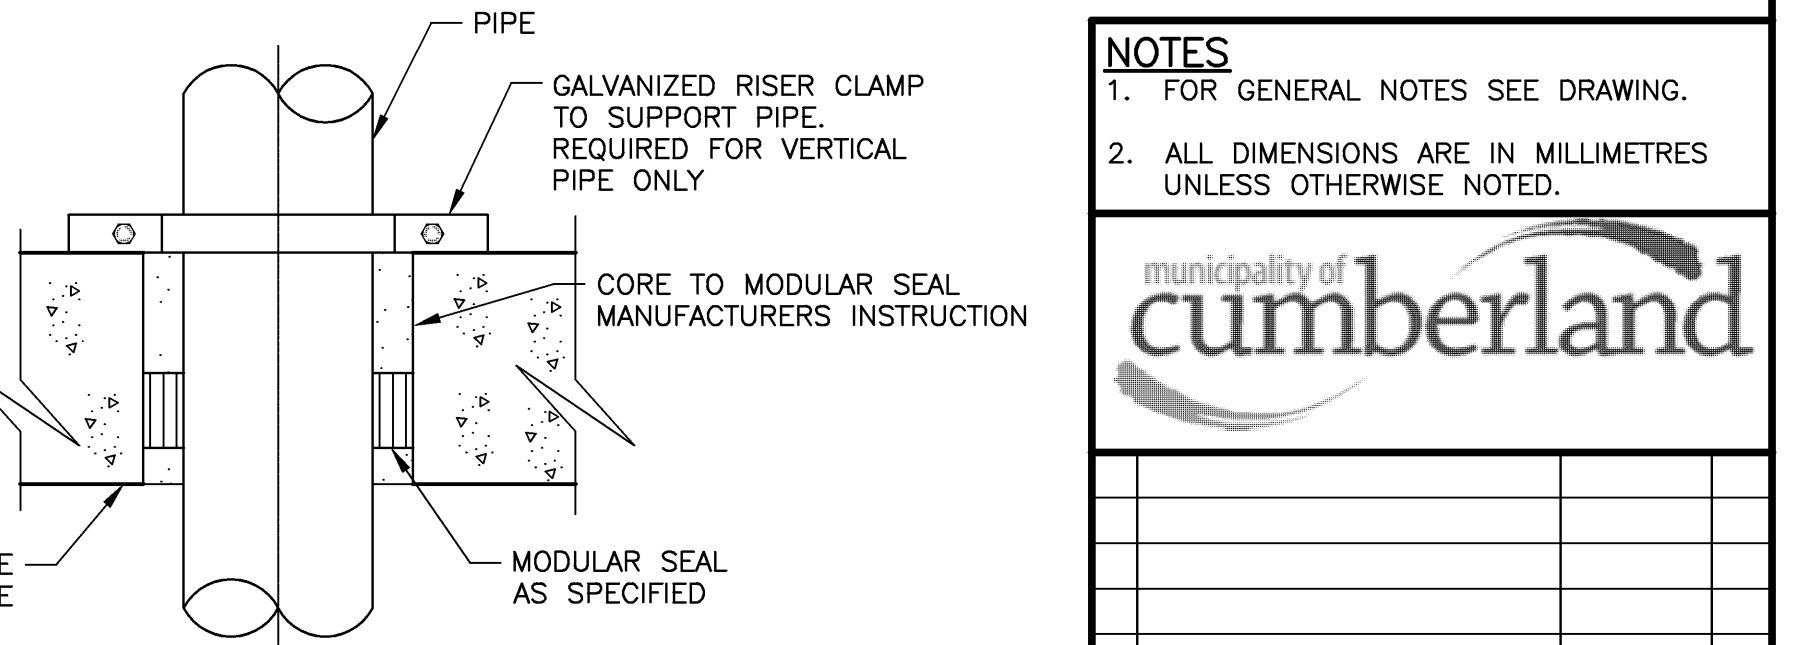 PIPE
GALVANIZED RISER CLAMP
TO SUPPORT PIPE.
REQUIRED FOR VERTICAL
PIPE ONLY
CORE TO MODULAR SEAL
MANUFACTURERS INSTRUCTION
MODULAR SEAL
AS SPECIFIED
NOTES
1. FOR GENERAL NOTES SEE DRAWING.
2. ALL DIMENSIONS ARE IN MILLIMETRES
UNLESS OTHERWISE NOTED.
municipality of
cumberland